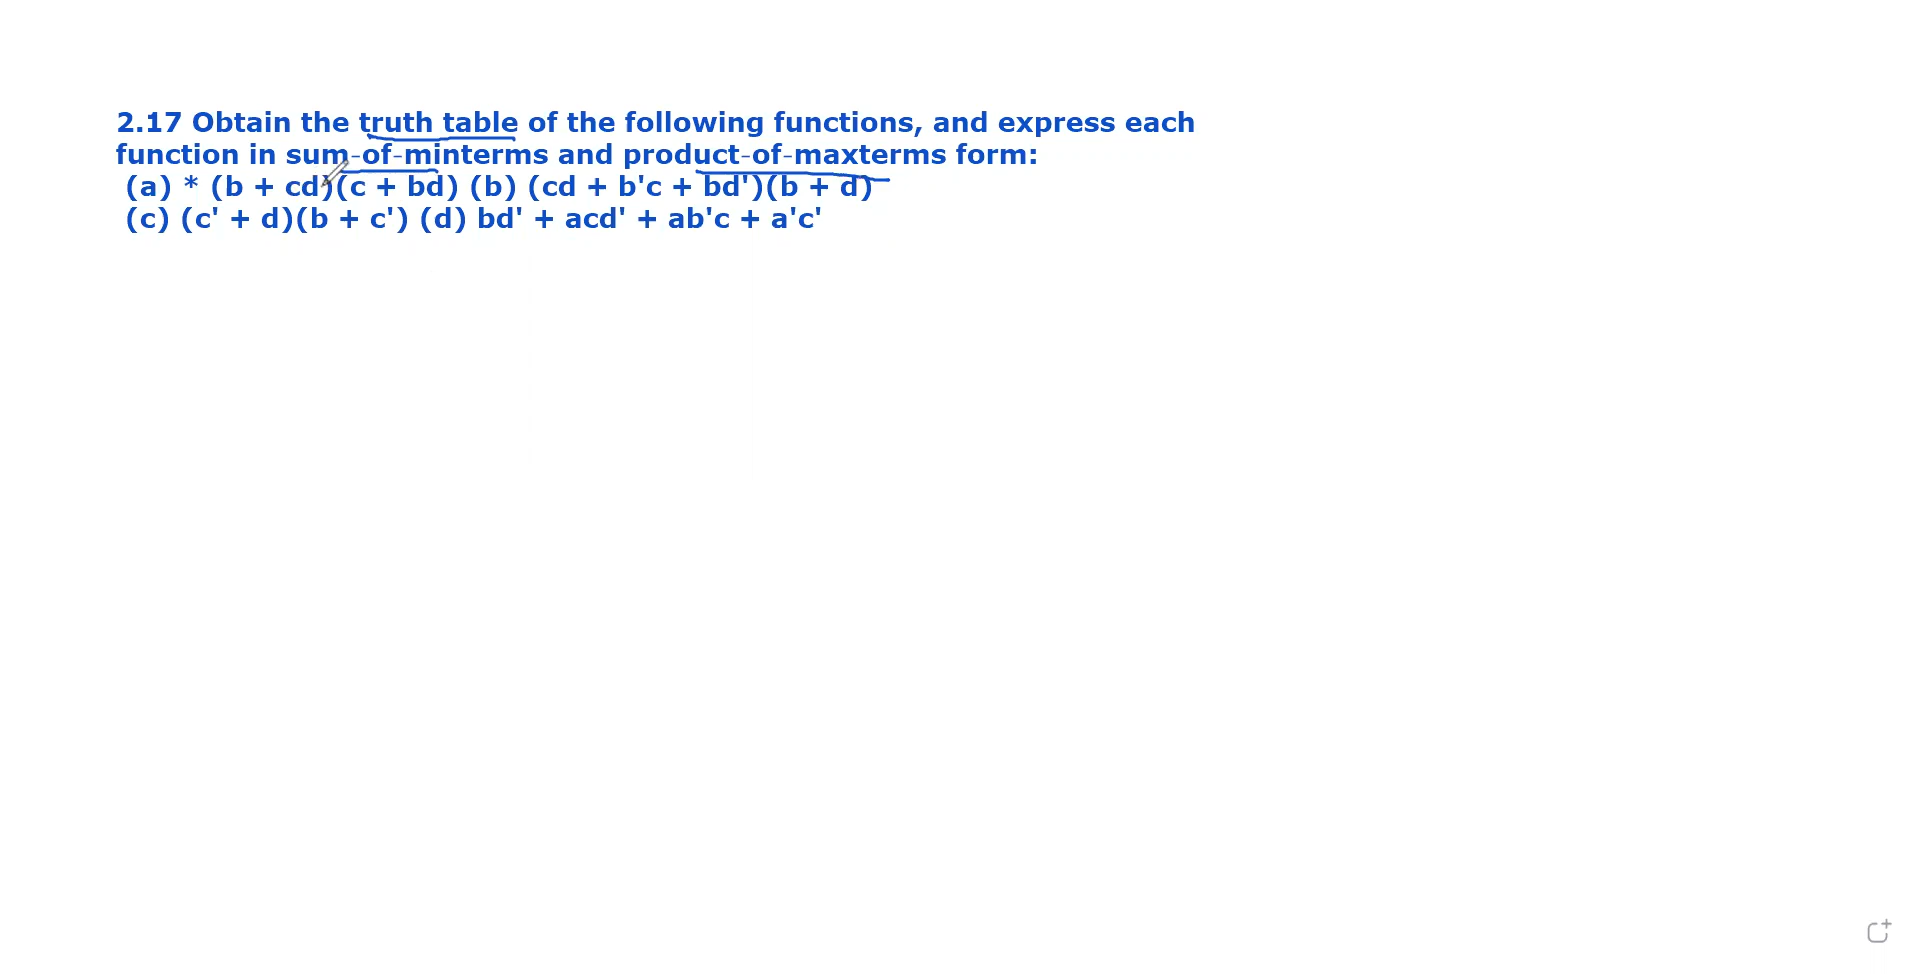 2.17 Obtain the truth table of the following functions, and express each
function in sum-of-minterms and product-of-maxterms form:
(a) * (b + cd)(c + bd) (b) (cd + b'c + bd')(b + d)
(c) (c' + d)(b + c') (d) bd' + acd' + ab'c + a'c'